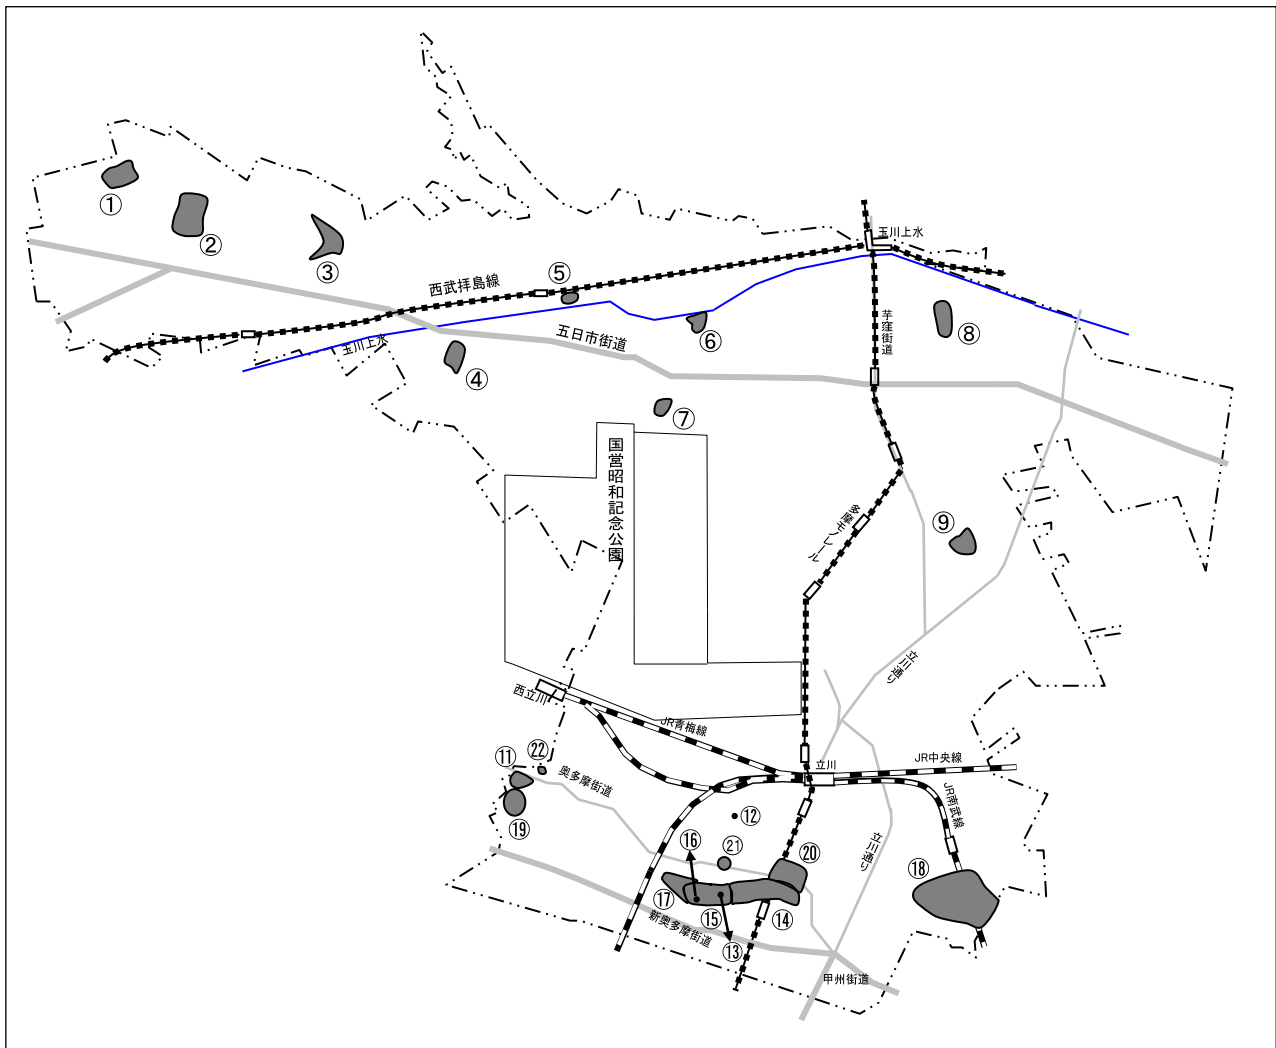 ①
②
③
④
⑤
⑥
⑦
⑧
⑨
玉川上水
西武拝島線
五日市街道
玉川上水
芋窪街道
国営昭和記念公園
多摩モノレール
立川通り
西立川
JR青梅線
立川
JR中央線
JR南武線
⑪
㉒
奥多摩街道
⑲
⑫
⑯
㉑
⑳
立川通り
⑱
⑰
⑮
⑭
新奥多摩街道
⑬
甲州街道